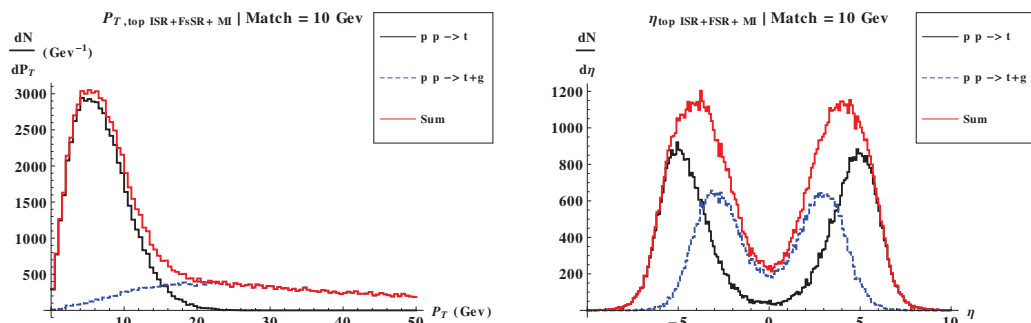 P_T,top ISR+FsSR+ MI | Match = 10 Gev
dN
dP_T
(Gev⁻¹)
p p −> t
p p −> t+g
Sum
3000
2500
2000
1500
1000
500
10
20
30
40
50
P_T (Gev)
η_top ISR+FSR+ MI | Match = 10 Gev
dN
dη
p p −> t
p p −> t+g
Sum
1200
1000
800
600
400
200
−5
0
5
10
η